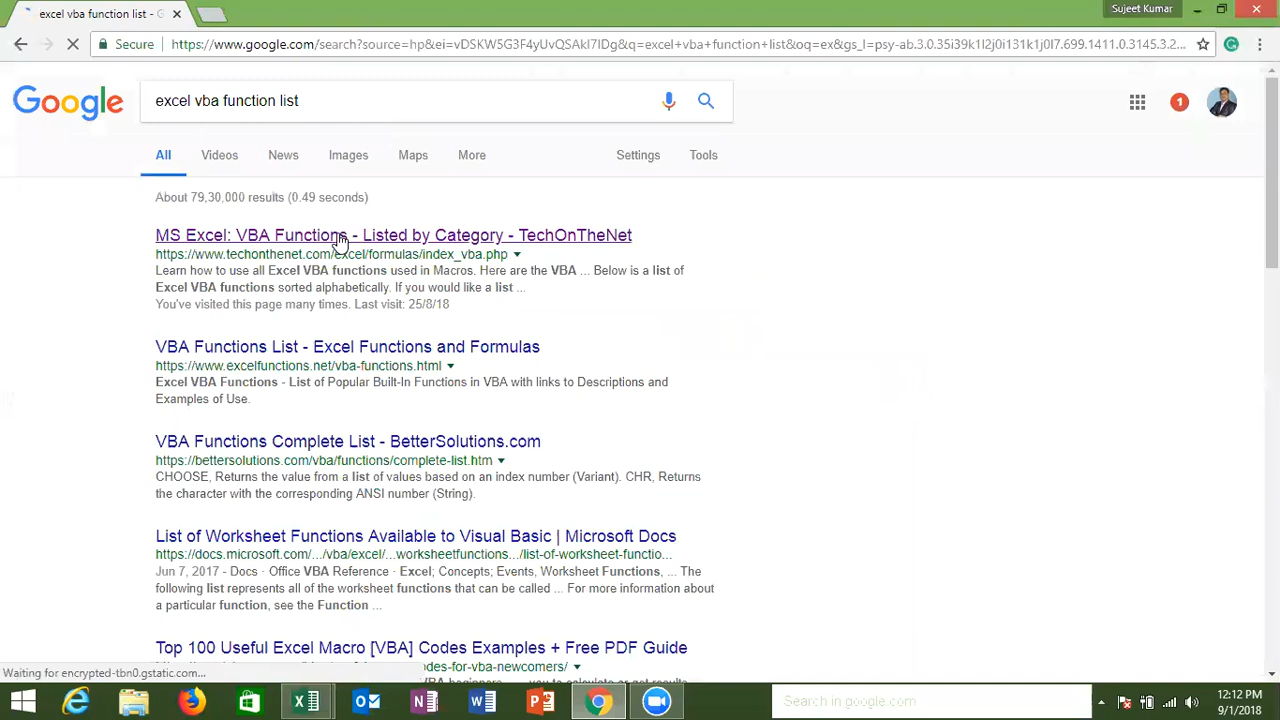 excel vba function list - G
Sujeet Kumar
Secure
https://www.google.com/search?source=hp&ei=vDSKW5G3F4yUvQSAkI7IDg&q=excel+vba+function+list&oq=ex&gs_l=psy-ab.3.0.35i39k1l2j0i131k1j0l7.699.1411.0.3145.3.2...
Google
excel vba function list
1
All
Videos
News
Images
Maps
More
Settings
Tools
About 79,30,000 results (0.49 seconds)
MS Excel: VBA Functions - Listed by Category - TechOnTheNet
https://www.techonthenet.com/excel/formulas/index_vba.php
Learn how to use all Excel VBA functions used in Macros. Here are the VBA ... Below is a list of
Excel VBA functions sorted alphabetically. If you would like a list ...
You've visited this page many times. Last visit: 25/8/18
VBA Functions List - Excel Functions and Formulas
https://www.excelfunctions.net/vba-functions.html
Excel VBA Functions - List of Popular Built-In Functions in VBA with links to Descriptions and
Examples of Use.
VBA Functions Complete List - BetterSolutions.com
https://bettersolutions.com/vba/functions/complete-list.htm
CHOOSE, Returns the value from a list of values based on an index number (Variant). CHR, Returns
the character with the corresponding ANSI number (String).
List of Worksheet Functions Available to Visual Basic | Microsoft Docs
https://docs.microsoft.com/.../vba/excel/...worksheetfunctions.../list-of-worksheet-functio...
Jun 7, 2017 - Docs · Office VBA Reference · Excel; Concepts; Events, Worksheet Functions, ... The
following list represents all of the worksheet functions that can be called ... For more information about
a particular function, see the Function ...
Top 100 Useful Excel Macro [VBA] Codes Examples + Free PDF Guide
odes-for-vba-newcomers/
Waiting for encrypted-tbn0.gstatic.com...
Search in google.com
12:12 PM
9/1/2018